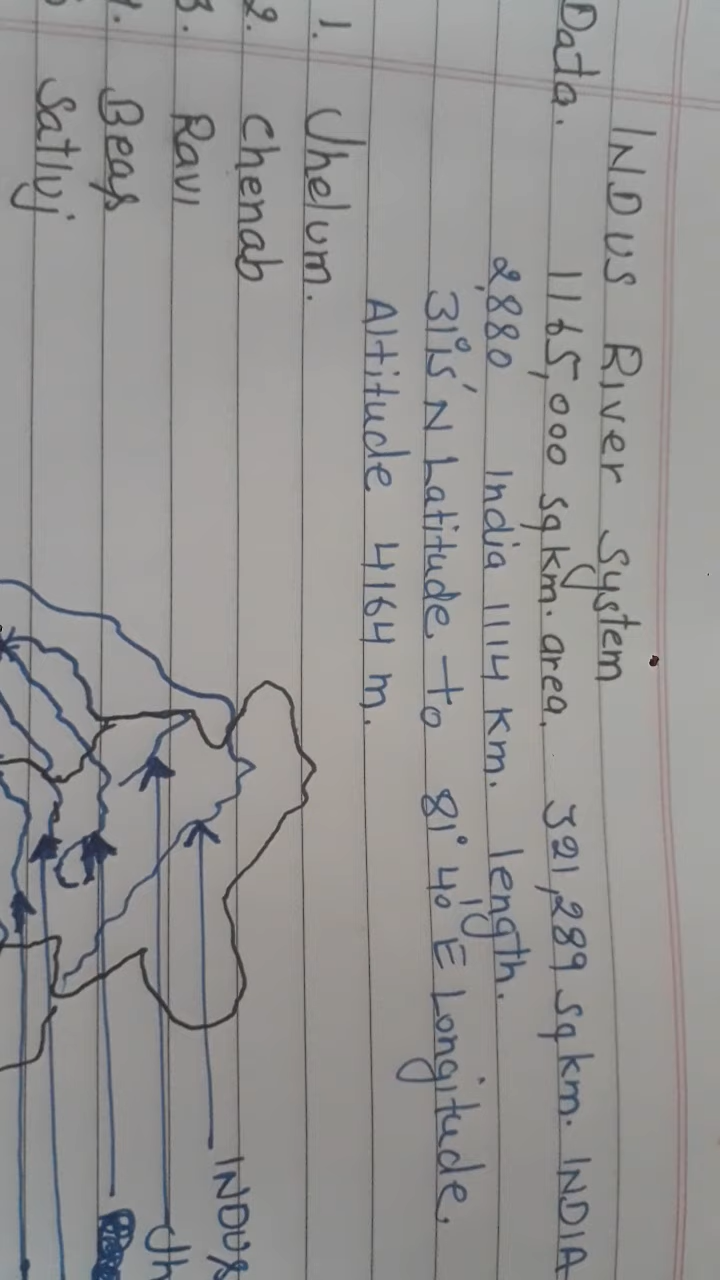 INDUS River System
Data. 1165,000 sq km. area. 321,289 sq km. INDIA
2,880 India 1114 km. length.
31°15' N Latitude to 81° 40' E Longitude.
Altitude 4164 m.
1. Jhelum.
2. Chenab
3. Ravi
4. Beas
Satluj
INDUS
Jh